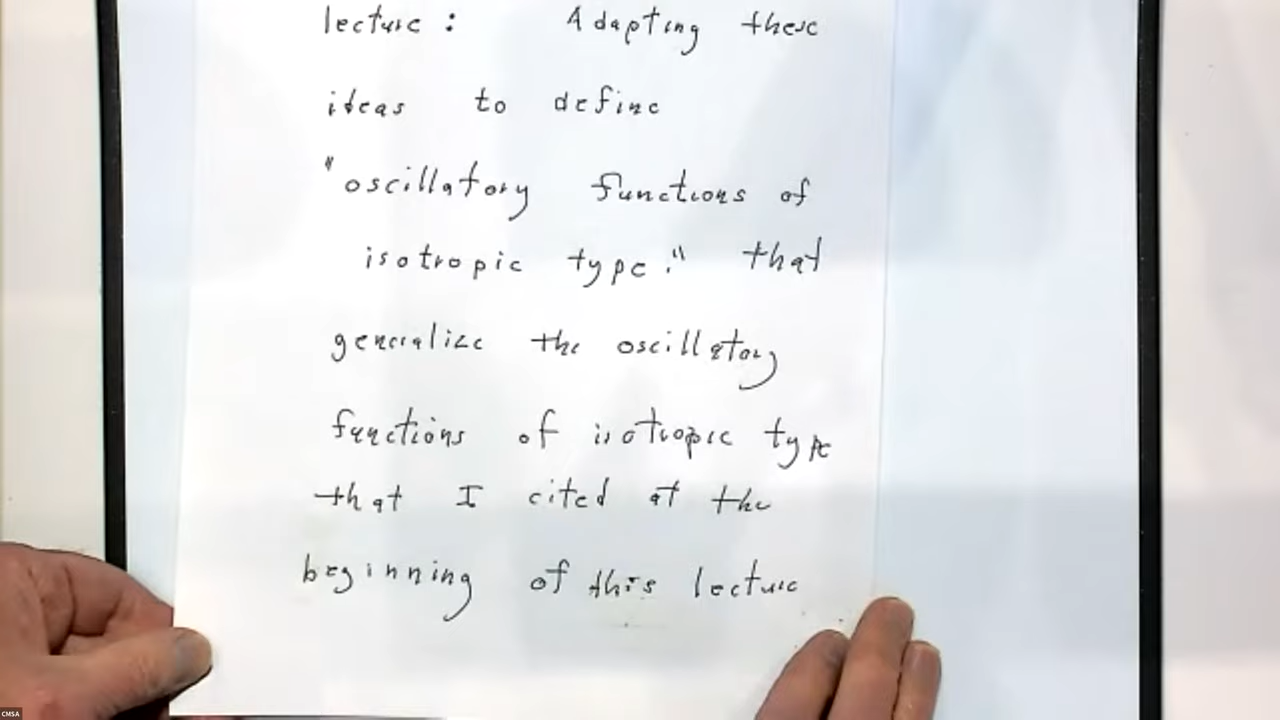 lecture : Adapting these
ideas to define
"oscillatory functions of
isotropic type." that
generalize the oscillatory
functions of isotropic type
that I cited at the
beginning of this lecture
CMSA